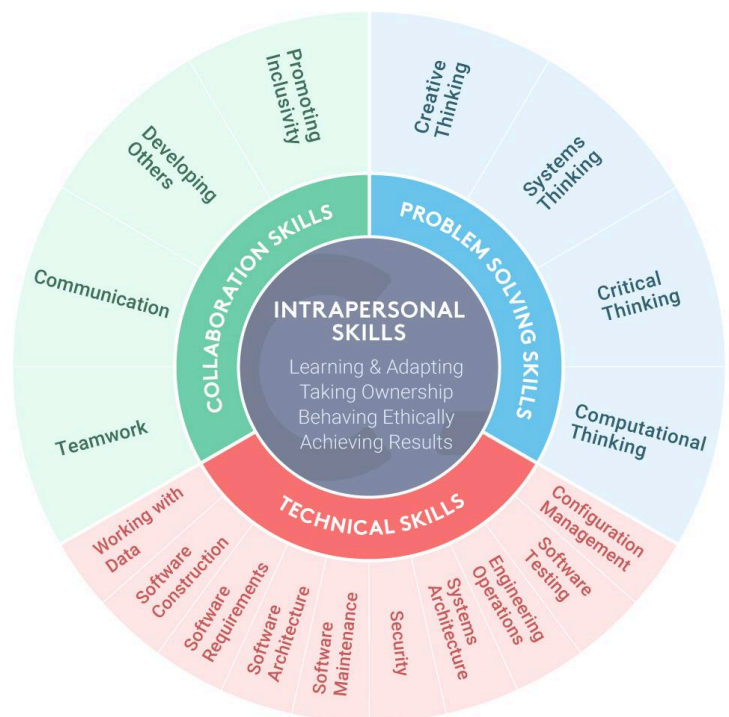 INTRAPERSONAL
SKILLS
Learning & Adapting
Taking Ownership
Behaving Ethically
Achieving Results
COLLABORATION SKILLS
Promoting
Inclusivity
Developing
Others
Communication
Teamwork
PROBLEM SOLVING SKILLS
Creative
Thinking
Systems
Thinking
Critical
Thinking
Computational
Thinking
TECHNICAL SKILLS
Working with
Data
Software
Construction
Software
Requirements
Software
Architecture
Software
Maintenance
Security
Systems
Architecture
Engineering
Operations
Software
Testing
Configuration
Management